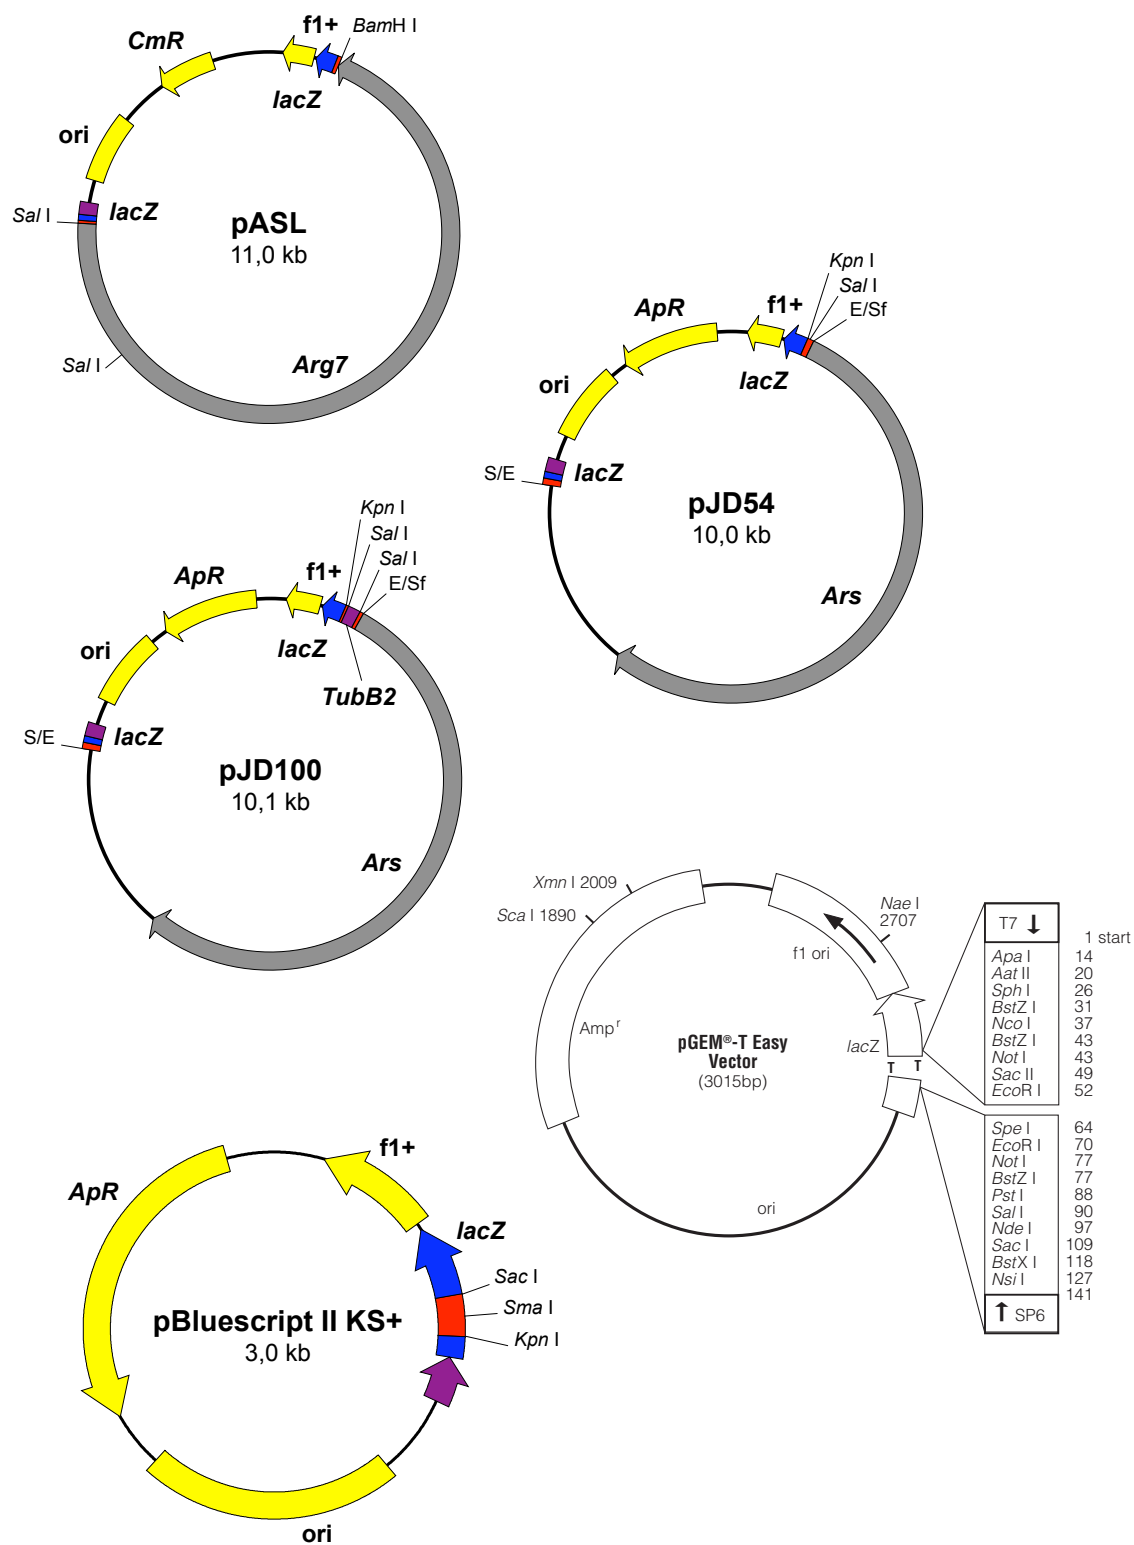 CmR
f1+
BamH I
lacZ
ori
Sal I
lacZ
pASL
11,0 kb
Sal I
Arg7
Kpn I
Sal I
E/Sf
f1+
ApR
lacZ
ori
S/E
lacZ
pJD54
10,0 kb
Ars
Kpn I
Sal I
Sal I
E/Sf
f1+
ApR
lacZ
ori
TubB2
S/E
lacZ
pJD100
10,1 kb
Ars
Xmn I 2009
Sca I 1890
Nae I
2707
f1 ori
Ampr
pGEM®-T Easy
Vector
(3015bp)
lacZ
T T
ori
T7 ↓
1 start
Apa I 14
Aat II 20
Sph I 26
BstZ I 31
Nco I 37
BstZ I 43
Not I 43
Sac II 49
EcoR I 52
Spe I 64
EcoR I 70
Not I 77
BstZ I 77
Pst I 88
Sal I 90
Nde I 97
Sac I 109
BstX I 118
Nsi I 127
141
↑ SP6
f1+
ApR
lacZ
Sac I
Sma I
Kpn I
pBluescript II KS+
3,0 kb
ori